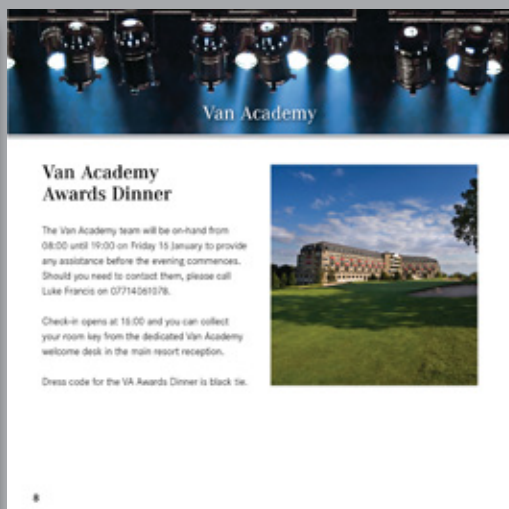 Van Academy
Van Academy
Awards Dinner
The Van Academy team will be on-hand from
08:00 until 19:00 on Friday 16 January to provide
any assistance before the evening commences.
Should you need to contact them, please call
Luke Francis on 07714061078.
Check-in opens at 15:00 and you can collect
your room key from the dedicated Van Academy
welcome desk in the main resort reception.
Dress code for the VA Awards Dinner is black tie.
8